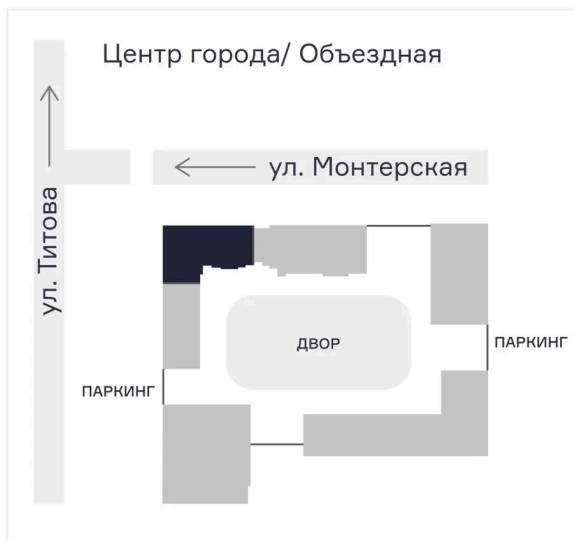 Центр города/ Объездная
ул. Монтерская
ул. Титова
ДВОР
ПАРКИНГ
ПАРКИНГ